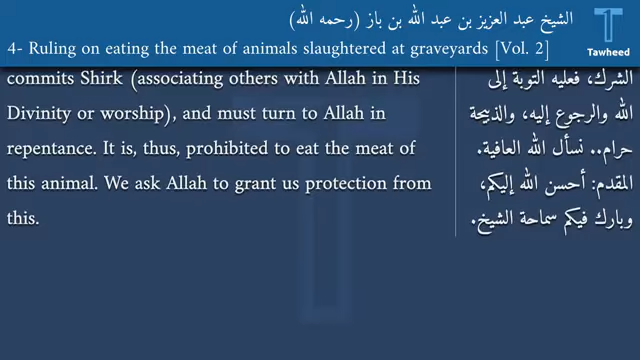 الشيخ عبد العزيز بن عبد الله بن باز (رحمه الله)
4- Ruling on eating the meat of animals slaughtered at graveyards [Vol. 2]
Tawheed
commits Shirk (associating others with Allah in His
Divinity or worship), and must turn to Allah in
repentance. It is, thus, prohibited to eat the meat of
this animal. We ask Allah to grant us protection from
this.
الشرك، فعليه التوبة إلى
الله والرجوع إليه، والذبيحة
حرام.. نسأل الله العافية.
المقدم: أحسن الله إليكم،
وبارك فيكم سماحة الشيخ.